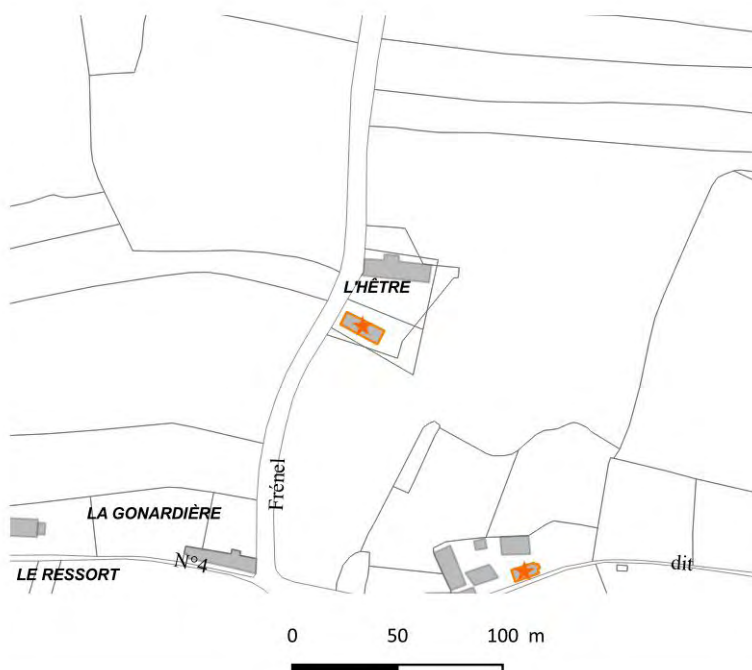 L'HÊTRE
Frénel
LA GONARDIÈRE
N°4
dit
LE RESSORT
0 50 100 m